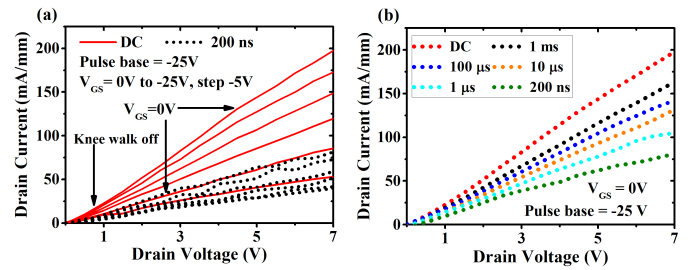 (a)
DC 200 ns
Pulse base = -25V
VGS= 0V to -25V, step -5V
VGS=0V
Knee walk off
200
150
100
50
0
1 3 5 7
Drain Current (mA/mm)
Drain Voltage (V)
(b)
DC 1 ms
100 μs 10 μs
1 μs 200 ns
VGS = 0V
Pulse base = -25 V
200
150
100
50
0
1 3 5 7
Drain Current (mA/mm)
Drain Voltage (V)